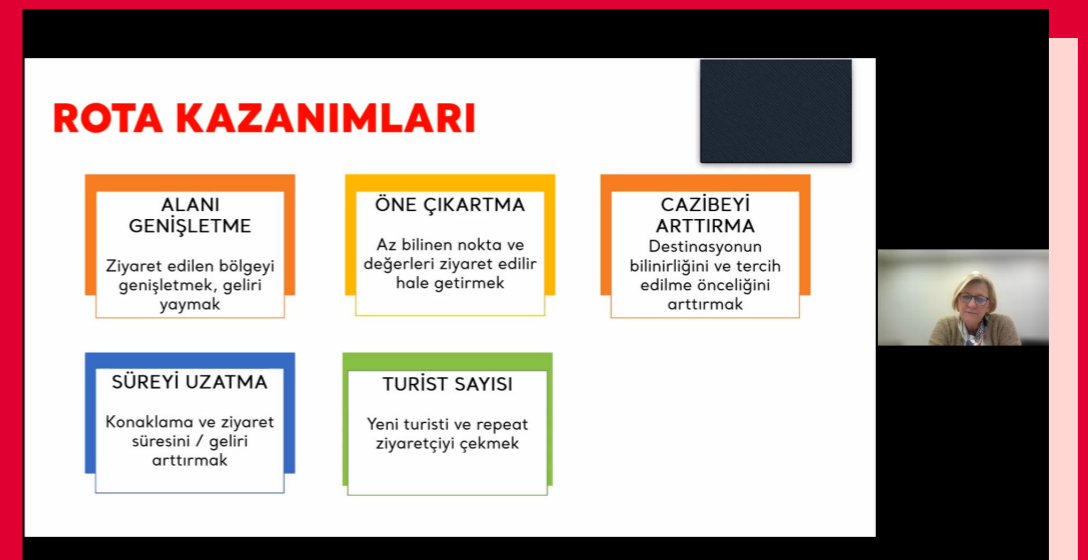 ROTA KAZANIMLARI
ALANI
GENİŞLETME
Ziyaret edilen bölgeyi
genişletmek, geliri
yaymak
ÖNE ÇIKARTMA
Az bilinen nokta ve
değerleri ziyaret edilir
hale getirmek
CAZİBEYİ
ARTTIRMA
Destinasyonun
bilinirliğini ve tercih
edilme önceliğini
arttırmak
SÜREYİ UZATMA
Konaklama ve ziyaret
süresini / geliri
arttırmak
TURİST SAYISI
Yeni turisti ve repeat
ziyaretçiyi çekmek